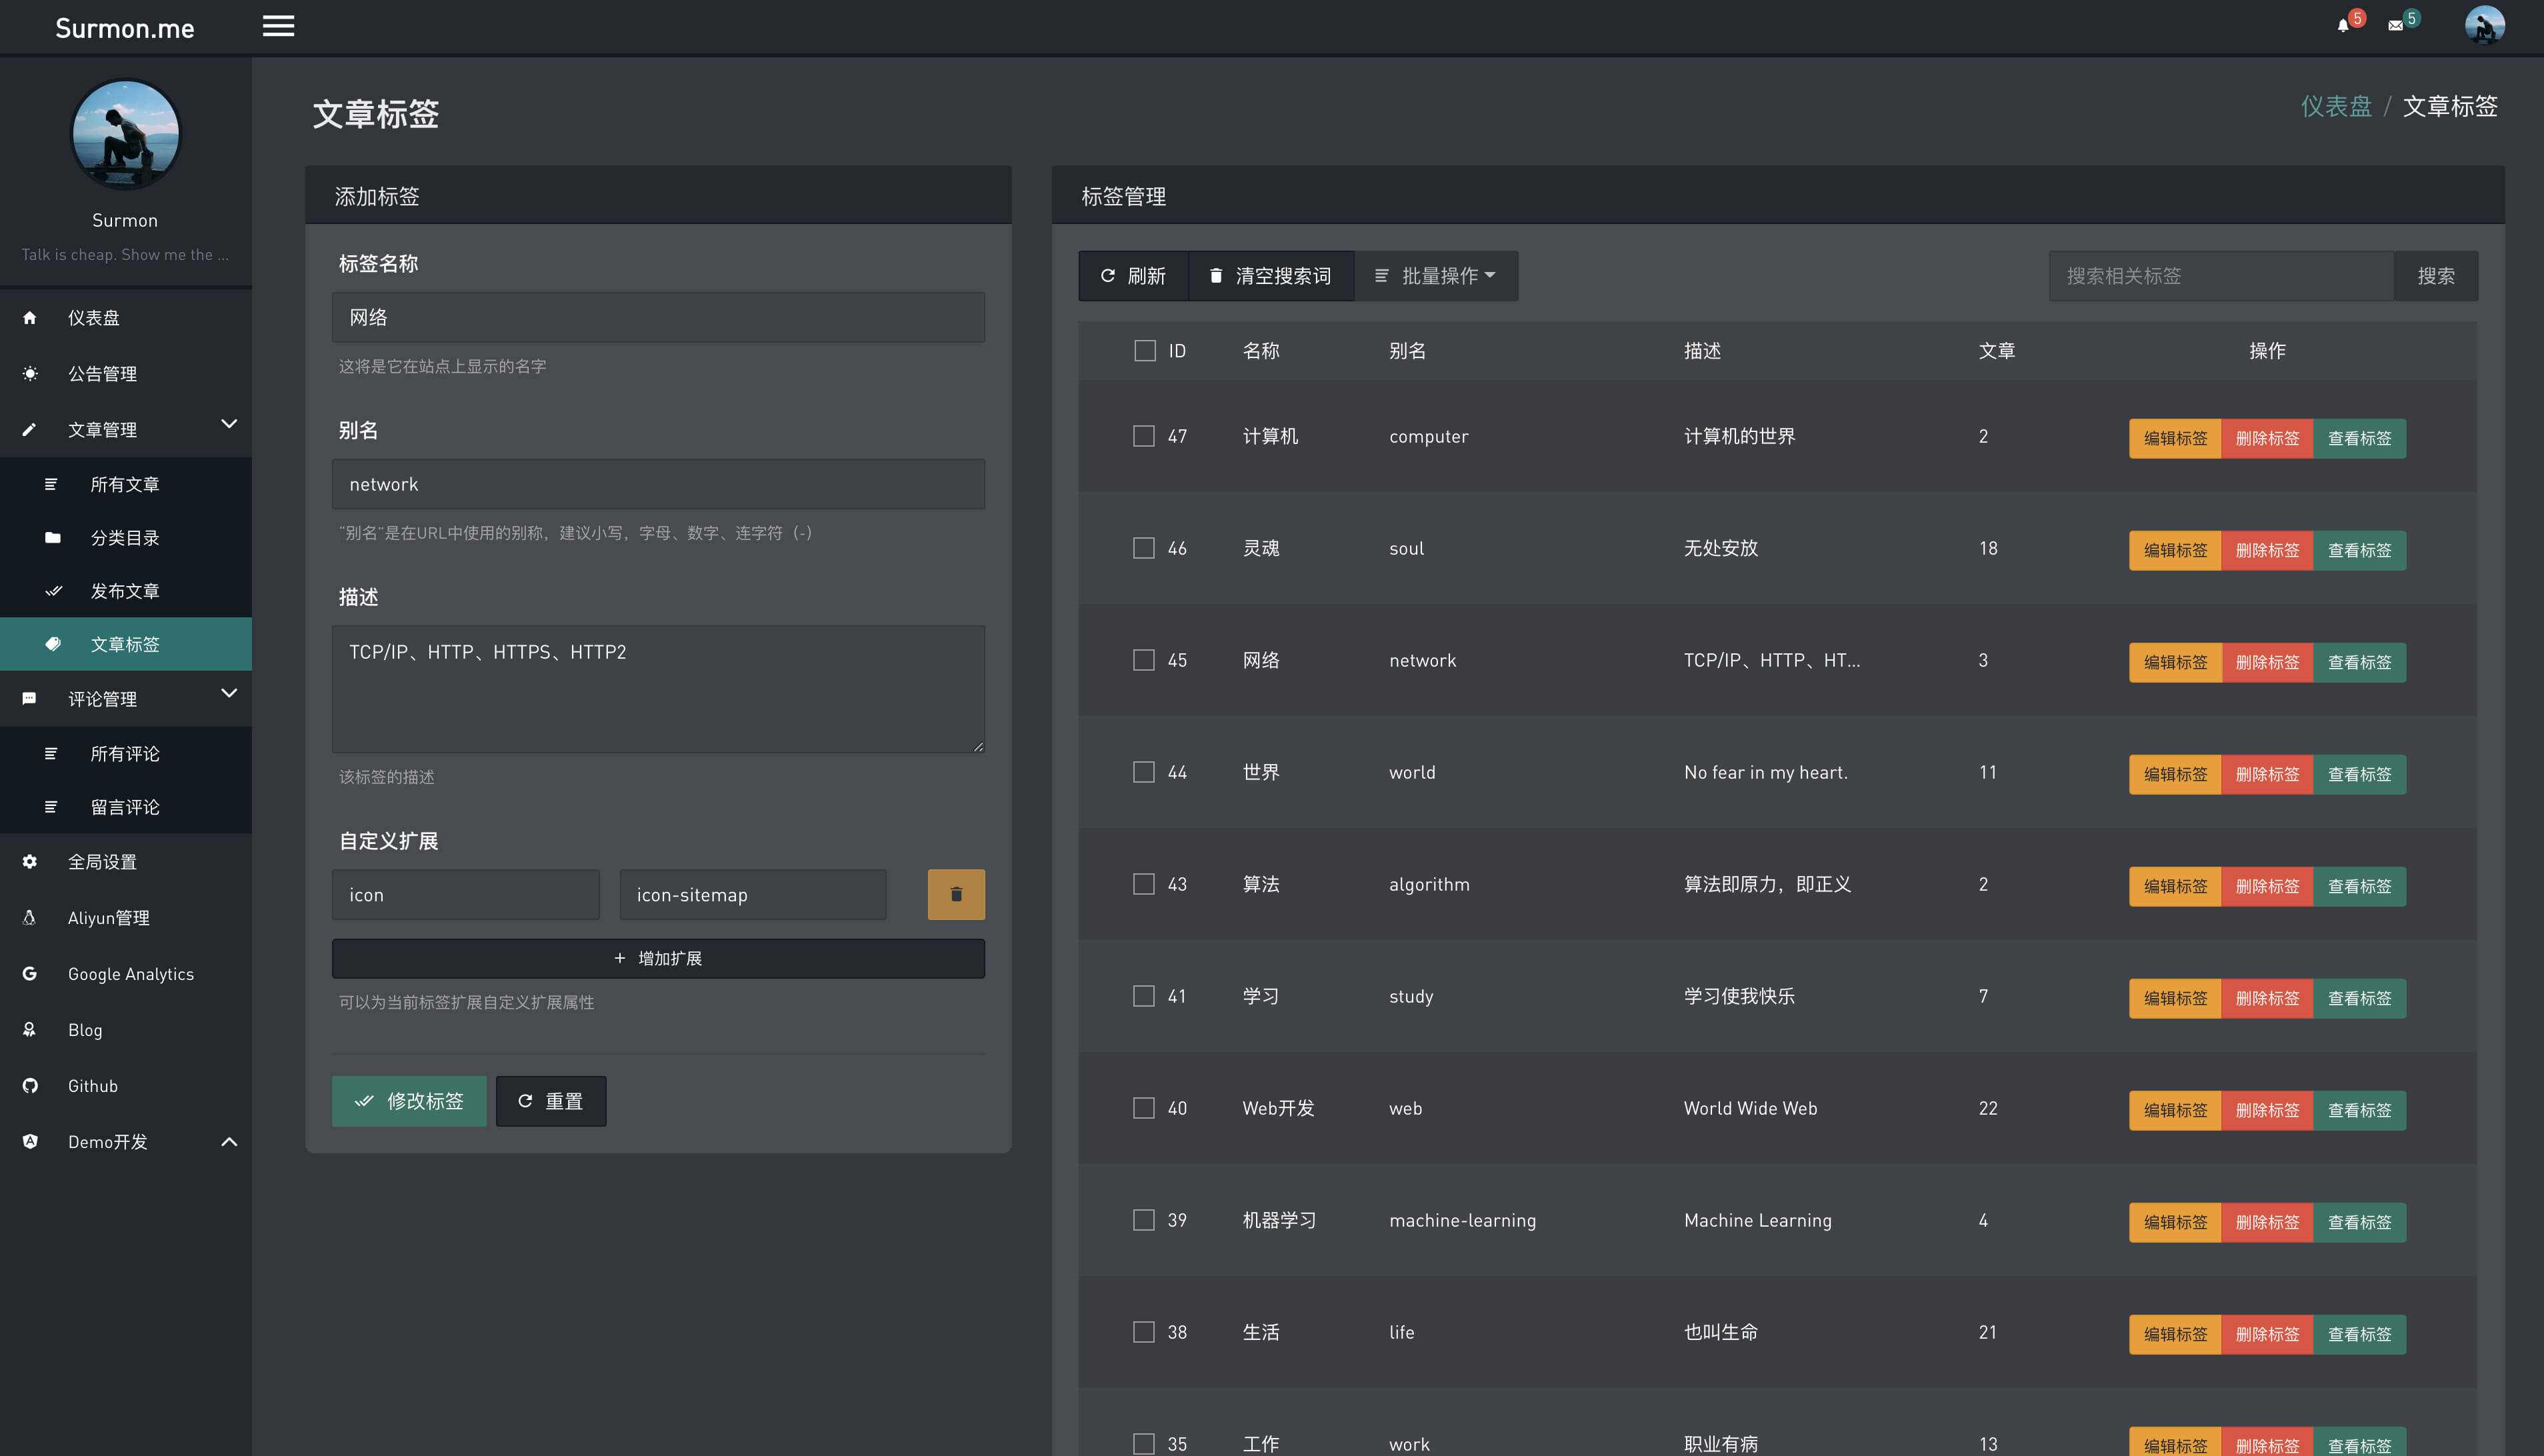 Surmon.me
5
5
Surmon
Talk is cheap. Show me the ...
仪表盘
公告管理
文章管理
所有文章
分类目录
发布文章
文章标签
评论管理
所有评论
留言评论
全局设置
Aliyun管理
Google Analytics
Blog
Github
Demo开发
文章标签
仪表盘 / 文章标签
添加标签
标签名称
网络
这将是它在站点上显示的名字
别名
network
“别名”是在URL中使用的别称，建议小写，字母、数字、连字符（-）
描述
TCP/IP、HTTP、HTTPS、HTTP2
该标签的描述
自定义扩展
icon icon-sitemap
+ 增加扩展
可以为当前标签扩展自定义扩展属性
修改标签 重置
标签管理
刷新 清空搜索词 批量操作 搜索相关标签 搜索
ID 名称 别名 描述 文章 操作
47 计算机 computer 计算机的世界 2 编辑标签 删除标签 查看标签
46 灵魂 soul 无处安放 18 编辑标签 删除标签 查看标签
45 网络 network TCP/IP、HTTP、HT... 3 编辑标签 删除标签 查看标签
44 世界 world No fear in my heart. 11 编辑标签 删除标签 查看标签
43 算法 algorithm 算法即原力，即正义 2 编辑标签 删除标签 查看标签
41 学习 study 学习使我快乐 7 编辑标签 删除标签 查看标签
40 Web开发 web World Wide Web 22 编辑标签 删除标签 查看标签
39 机器学习 machine-learning Machine Learning 4 编辑标签 删除标签 查看标签
38 生活 life 也叫生命 21 编辑标签 删除标签 查看标签
35 工作 work 职业有病 13 编辑标签 删除标签 查看标签